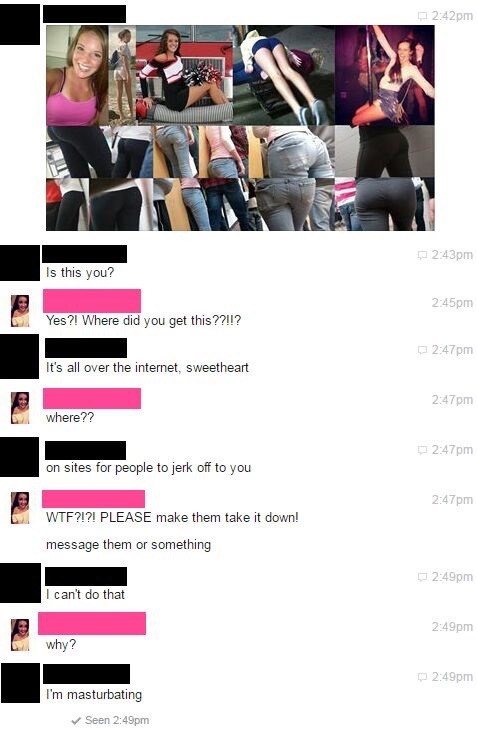 2:42pm
2:43pm
Is this you?
2:45pm
Yes?! Where did you get this??!!?
2:47pm
It's all over the internet, sweetheart
2:47pm
where??
2:47pm
on sites for people to jerk off to you
2:47pm
WTF?!?! PLEASE make them take it down!
message them or something
2:49pm
I can't do that
2:49pm
why?
2:49pm
I'm masturbating
Seen 2:49pm